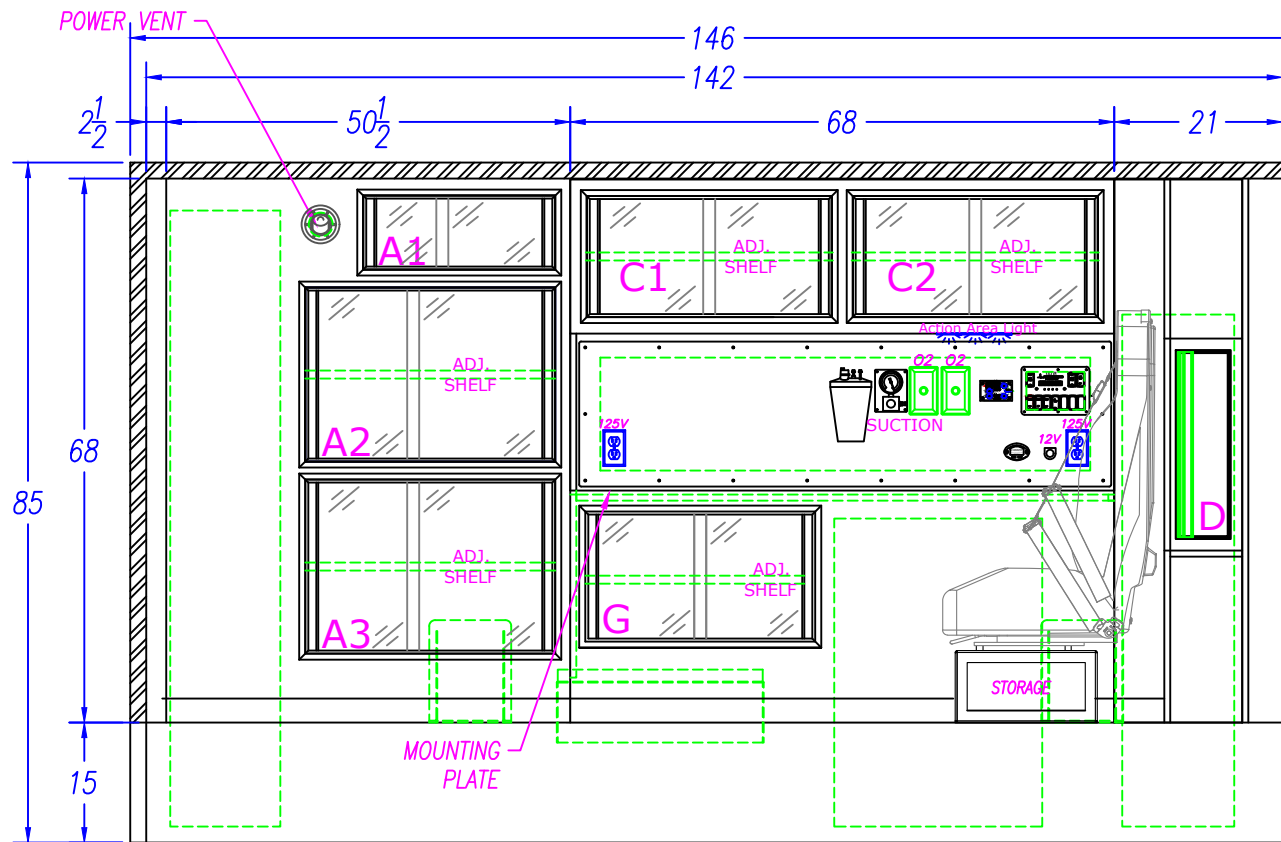 POWER VENT
146
142
2 1/2
50 1/2
68
21
85
68
15
A1
C1
ADJ.
SHELF
C2
ADJ.
SHELF
Action Area Light
A2
ADJ.
SHELF
O2
O2
SUCTION
125V
12V
125V
D
A3
ADJ.
SHELF
G
ADJ.
SHELF
STORAGE
MOUNTING
PLATE